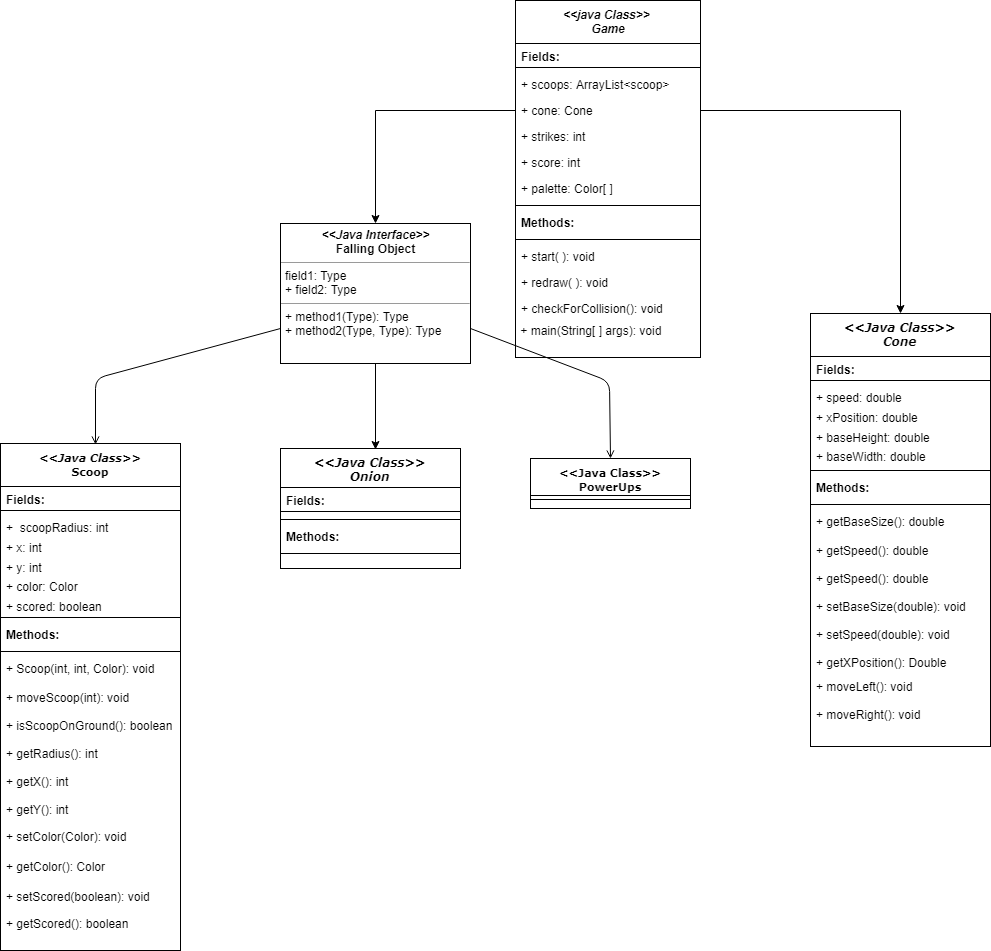 <<java Class>>
Game
Fields:
+ scoops: ArrayList<scoop>
+ cone: Cone
+ strikes: int
+ score: int
+ palette: Color[ ]
Methods:
+ start( ): void
+ redraw( ): void
+ checkForCollision(): void
+ main(String[ ] args): void
<<Java Interface>>
Falling Object
field1: Type
+ field2: Type
+ method1(Type): Type
+ method2(Type, Type): Type
<<Java Class>>
Cone
Fields:
+ speed: double
+ xPosition: double
+ baseHeight: double
+ baseWidth: double
Methods:
+ getBaseSize(): double
+ getSpeed(): double
+ getSpeed(): double
+ setBaseSize(double): void
+ setSpeed(double): void
+ getXPosition(): Double
+ moveLeft(): void
+ moveRight(): void
<<Java Class>>
Scoop
Fields:
+ scoopRadius: int
+ x: int
+ y: int
+ color: Color
+ scored: boolean
Methods:
+ Scoop(int, int, Color): void
+ moveScoop(int): void
+ isScoopOnGround(): boolean
+ getRadius(): int
+ getX(): int
+ getY(): int
+ setColor(Color): void
+ getColor(): Color
+ setScored(boolean): void
+ getScored(): boolean
<<Java Class>>
Onion
Fields:
Methods:
<<Java Class>>
PowerUps